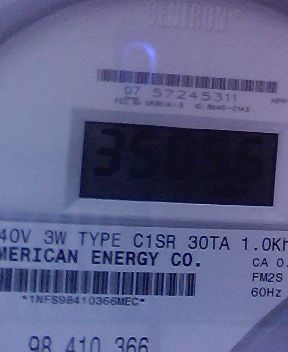 CENTRON
07 57245311
40V 3W TYPE C1SR 30TA 1.0Kh
MERICAN ENERGY CO.
CA 0.
FM2S
60Hz
*1NFS98410366MEC*
98 410 366